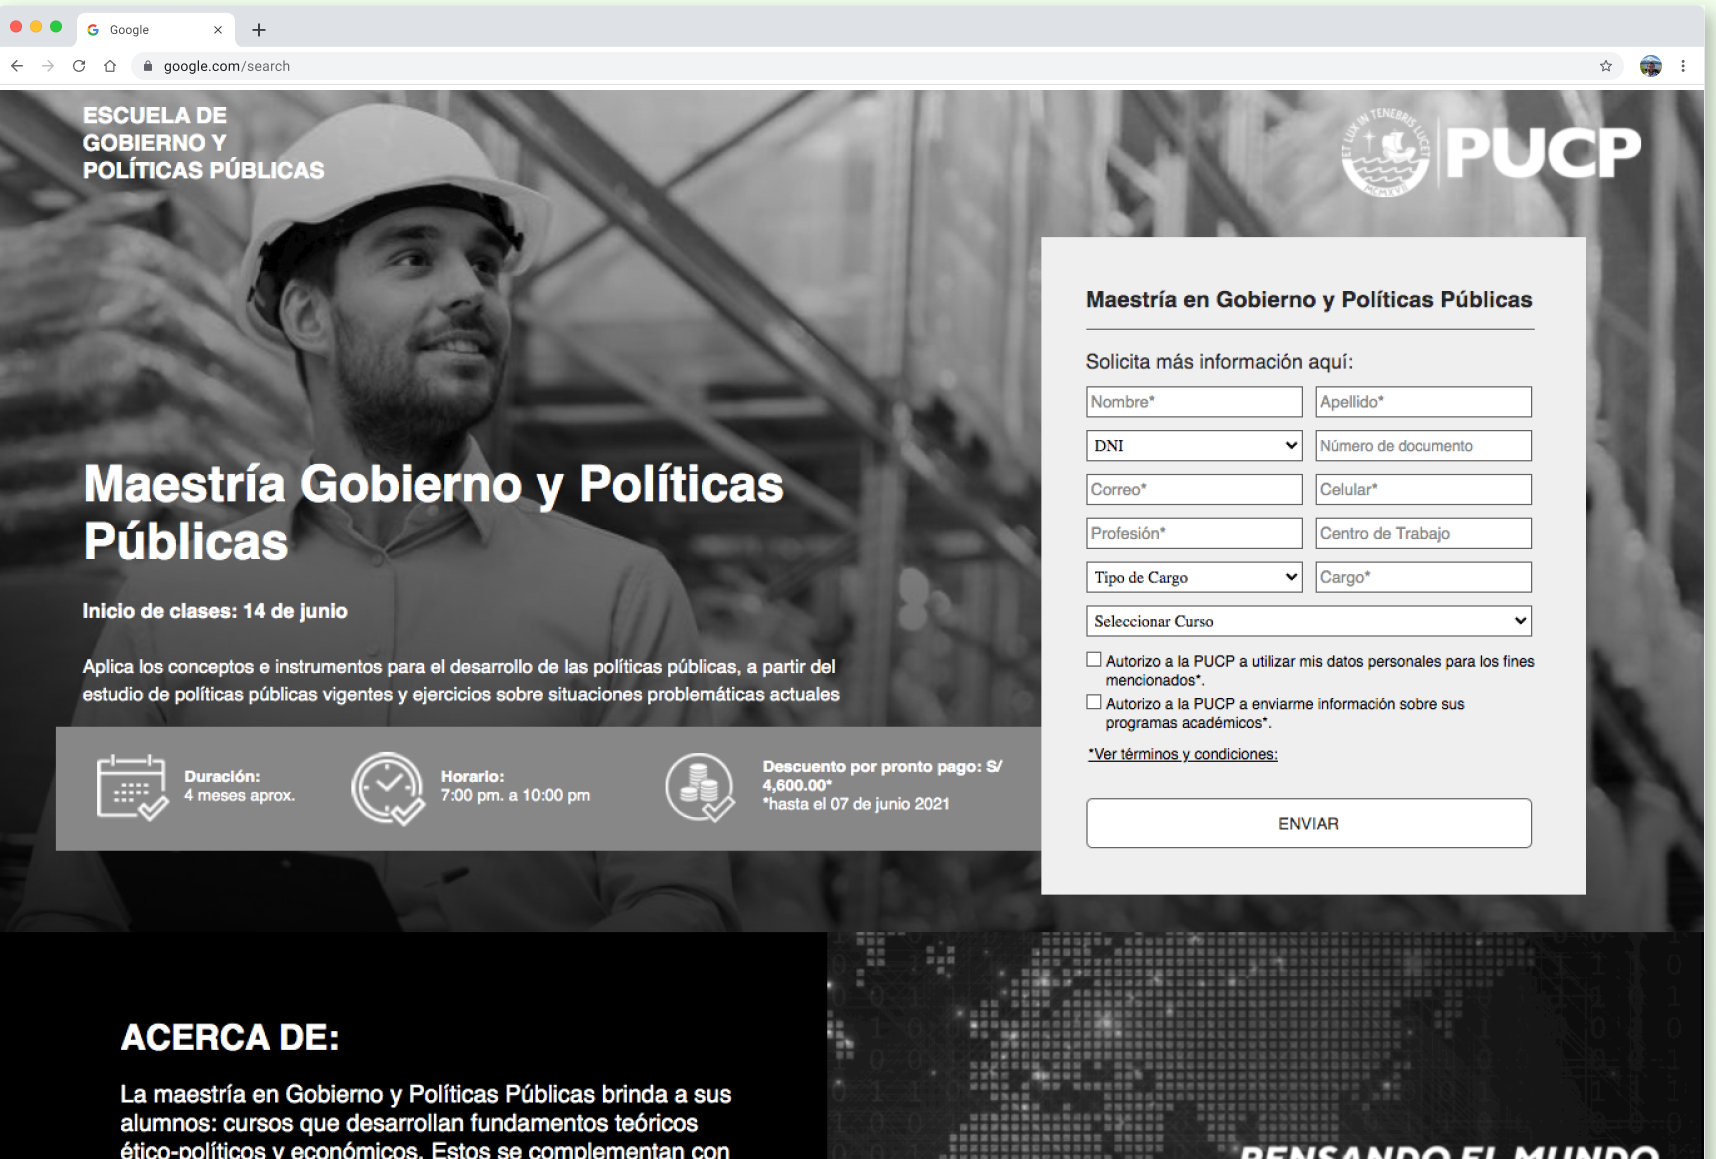 Google
google.com/search
ESCUELA DE
GOBIERNO Y
POLÍTICAS PÚBLICAS
ET LUX IN TENEBRIS LUCET
MCMXVII
PUCP
Maestría Gobierno y Políticas
Públicas
Inicio de clases: 14 de junio
Aplica los conceptos e instrumentos para el desarrollo de las políticas públicas, a partir del
estudio de políticas públicas vigentes y ejercicios sobre situaciones problemáticas actuales
Duración:
4 meses aprox.
Horario:
7:00 pm. a 10:00 pm
Descuento por pronto pago: S/
4,600.00*
*hasta el 07 de junio 2021
Maestría en Gobierno y Políticas Públicas
Solicita más información aquí:
Nombre* Apellido*
DNI Número de documento
Correo* Celular*
Profesión* Centro de Trabajo
Tipo de Cargo Cargo*
Seleccionar Curso
Autorizo a la PUCP a utilizar mis datos personales para los fines
mencionados*.
Autorizo a la PUCP a enviarme información sobre sus
programas académicos*.
*Ver términos y condiciones:
ENVIAR
ACERCA DE:
La maestría en Gobierno y Políticas Públicas brinda a sus
alumnos: cursos que desarrollan fundamentos teóricos
ético-políticos y económicos. Estos se complementan con
PENSANDO EL MUNDO